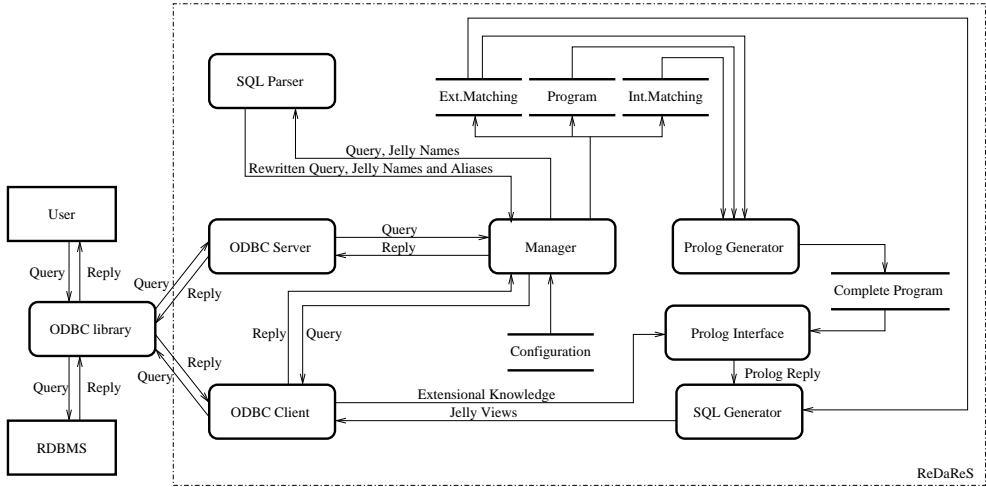 SQL Parser
Ext.Matching
Program
Int.Matching
Query, Jelly Names
Rewritten Query, Jelly Names and Aliases
User
ODBC Server
Query
Reply
Manager
Prolog Generator
Query
Reply
Query
Reply
Complete Program
ODBC library
Reply
Query
Configuration
Prolog Interface
Query
Reply
Query
Reply
Prolog Reply
Extensional Knowledge
Jelly Views
ODBC Client
SQL Generator
RDBMS
ReDaReS